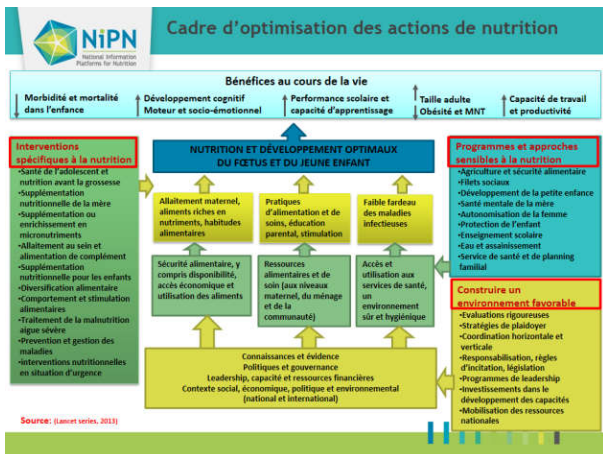 NiPN
National Information
Platforms for Nutrition
Cadre d'optimisation des actions de nutrition
Bénéfices au cours de la vie
Morbidité et mortalité
dans l'enfance
Développement cognitif
Moteur et socio-émotionnel
Performance scolaire et
capacité d'apprentissage
Taille adulte
Obésité et MNT
Capacité de travail
et productivité
Interventions
spécifiques à la nutrition
•Santé de l'adolescent et
nutrition avant la grossesse
•Supplémentation
nutritionnelle de la mère
•Supplémentation ou
enrichissement en
micronutriments
•Allaitement au sein et
alimentation de complément
•Supplémentation
nutritionnelle pour les enfants
•Diversification alimentaire
•Comportement et stimulation
alimentaires
•Traitement de la malnutrition
aigue sévère
•Prevention et gestion des
maladies
•interventions nutritionnelles
en situation d'urgence
NUTRITION ET DÉVELOPPEMENT OPTIMAUX
DU FŒTUS ET DU JEUNE ENFANT
Allaitement maternel,
aliments riches en
nutriments, habitudes
alimentaires
Pratiques
d'alimentation et de
soins, éducation
parental, stimulation
Faible fardeau
des maladies
infectieuses
Sécurité alimentaire, y
compris disponibilité,
accès économique et
utilisation des aliments
Ressources
alimentaires et de
soin (aux niveaux
maternel, du ménage
et de la
communauté)
Accès et
utilisation aux
services de santé,
un
environnement
sûr et hygiénique
Connaissances et évidence
Politiques et gouvernance
Leadership, capacité et ressources financières
Contexte social, économique, politique et environnemental
(national et international)
Programmes et approches
sensibles à la nutrition
•Agriculture et sécurité alimentaire
•Filets sociaux
•Développement de la petite enfance
•Santé mentale de la mère
•Autonomisation de la femme
•Protection de l'enfant
•Enseignement scolaire
•Eau et assainissement
•Service de santé et de planning
familial
Construire un
environnement favorable
•Evaluations rigoureuses
•Stratégies de plaidoyer
•Coordination horizontale et
verticale
•Responsabilisation, règles
d'incitation, législation
•Programmes de leadership
•Investissements dans le
développement des capacités
•Mobilisation des ressources
nationales
Source: (Lancet series, 2013)